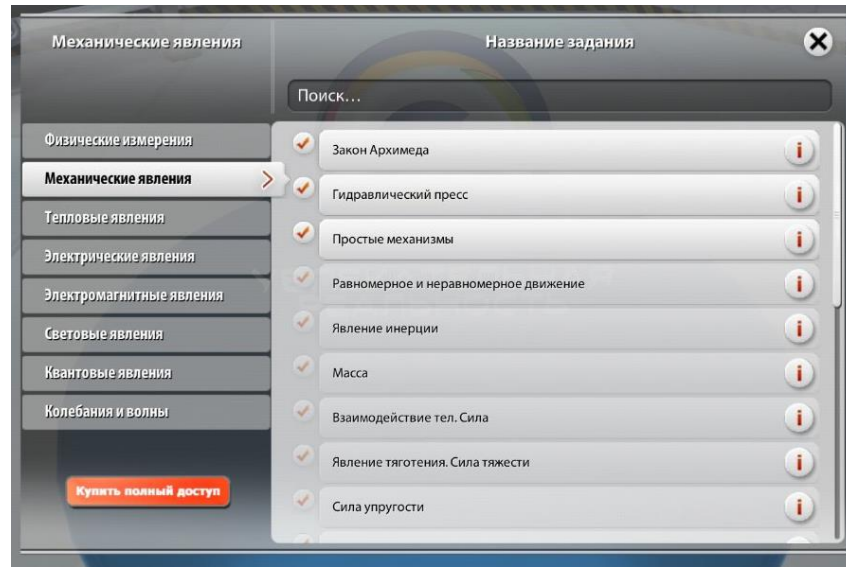 Механические явления
Название задания
Поиск...
Физические измерения
Механические явления
Тепловые явления
Электрические явления
Электромагнитные явления
Световые явления
Квантовые явления
Колебания и волны
Купить полный доступ
Закон Архимеда
Гидравлический пресс
Простые механизмы
Равномерное и неравномерное движение
Явление инерции
Масса
Взаимодействие тел. Сила
Явление тяготения. Сила тяжести
Сила упругости